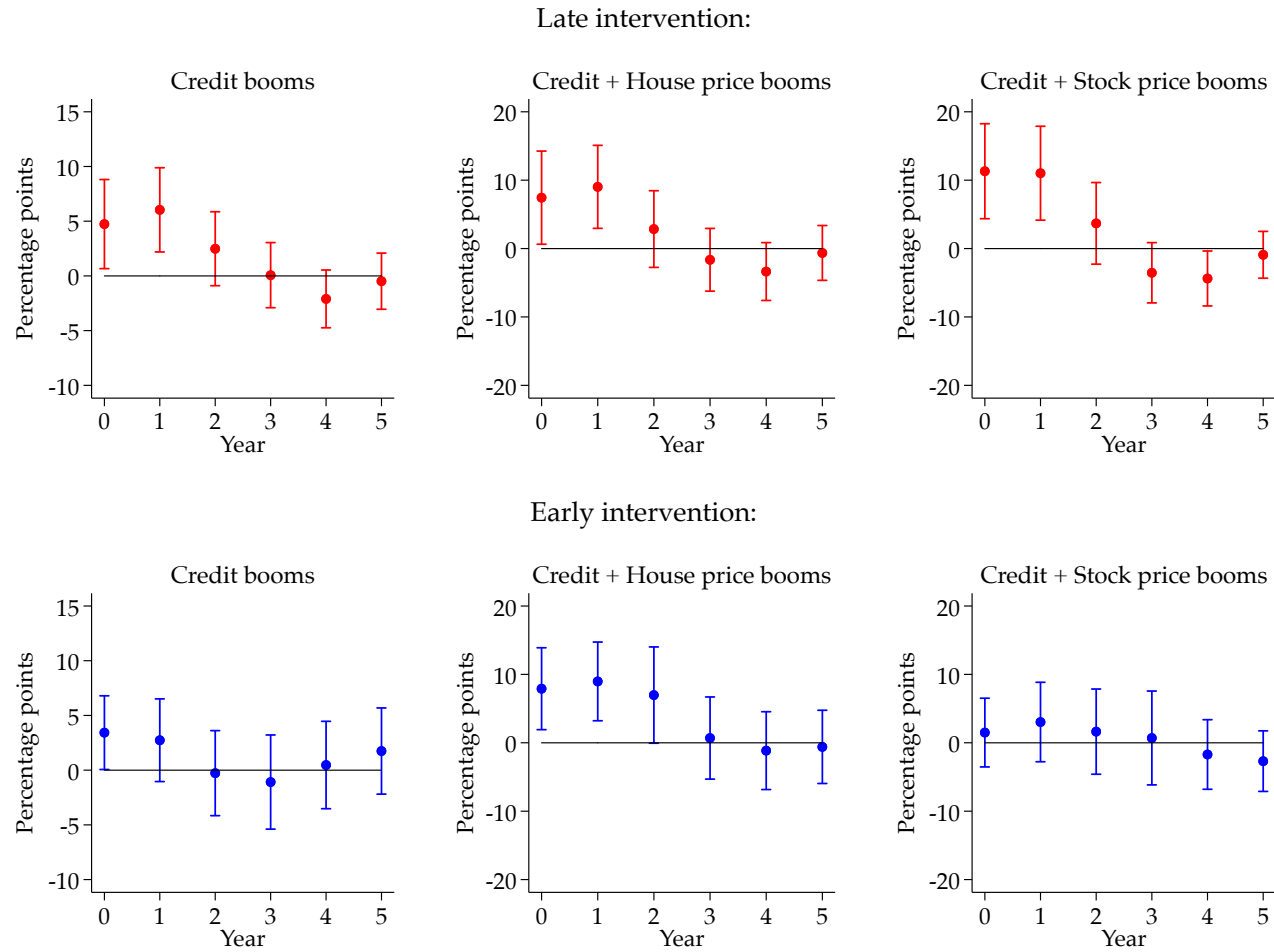 Late intervention:
Credit booms
Credit + House price booms
Credit + Stock price booms
Percentage points
15
10
5
0
-5
-10
0 1 2 3 4 5
Year
Percentage points
20
10
0
-10
-20
0 1 2 3 4 5
Year
Percentage points
20
10
0
-10
-20
0 1 2 3 4 5
Year
Early intervention:
Credit booms
Credit + House price booms
Credit + Stock price booms
Percentage points
15
10
5
0
-5
-10
0 1 2 3 4 5
Year
Percentage points
20
10
0
-10
-20
0 1 2 3 4 5
Year
Percentage points
20
10
0
-10
-20
0 1 2 3 4 5
Year